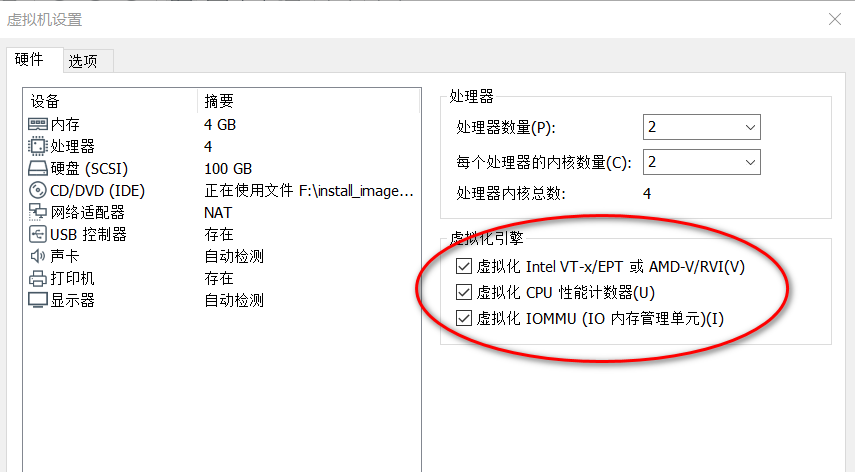 虚拟机设置
硬件 选项
设备 摘要
内存 4 GB
处理器 4
硬盘 (SCSI) 100 GB
CD/DVD (IDE) 正在使用文件 F:\install_image...
网络适配器 NAT
USB 控制器 存在
声卡 自动检测
打印机 存在
显示器 自动检测
处理器
处理器数量(P): 2
每个处理器的内核数量(C): 2
处理器内核总数: 4
虚拟化引擎
虚拟化 Intel VT-x/EPT 或 AMD-V/RVI(V)
虚拟化 CPU 性能计数器(U)
虚拟化 IOMMU (IO 内存管理单元)(I)